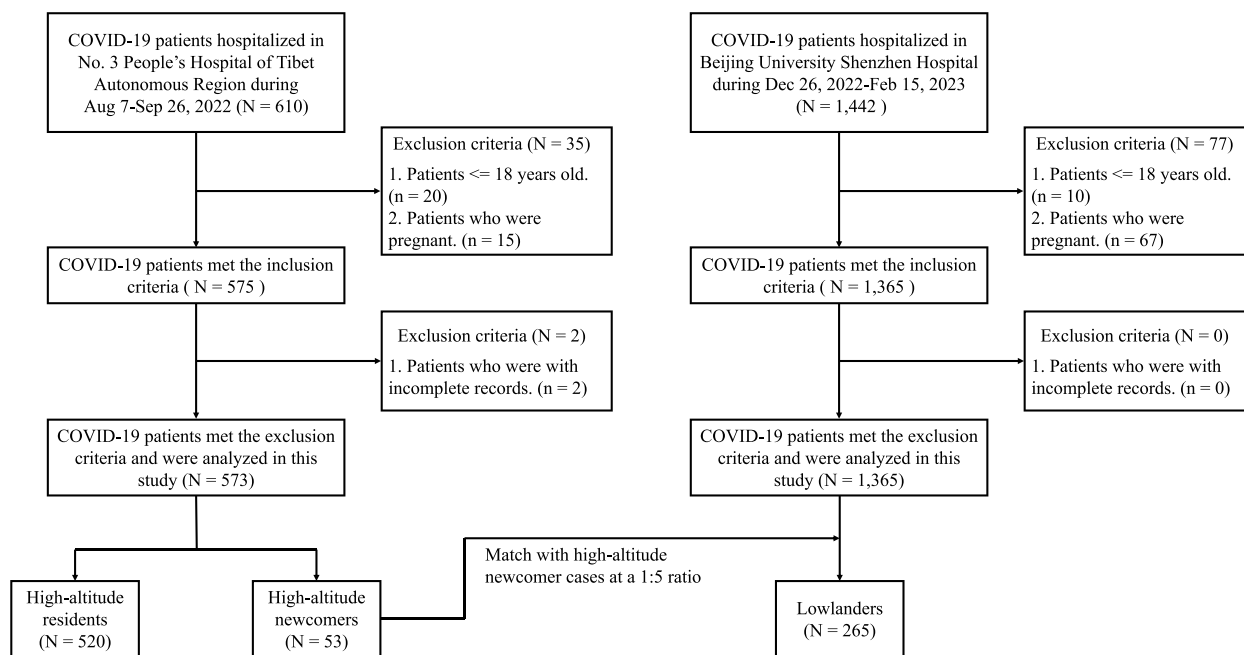 COVID-19 patients hospitalized in
No. 3 People’s Hospital of Tibet
Autonomous Region during
Aug 7-Sep 26, 2022 (N = 610)
Exclusion criteria (N = 35)
1. Patients <= 18 years old.
(n = 20)
2. Patients who were
pregnant. (n = 15)
COVID-19 patients met the inclusion
criteria ( N = 575 )
Exclusion criteria (N = 2)
1. Patients who were with
incomplete records. (n = 2)
COVID-19 patients met the exclusion
criteria and were analyzed in this
study (N = 573)
High-altitude
residents
(N = 520)
High-altitude
newcomers
(N = 53)
Match with high-altitude
newcomer cases at a 1:5 ratio
COVID-19 patients hospitalized in
Beijing University Shenzhen Hospital
during Dec 26, 2022-Feb 15, 2023
(N = 1,442 )
Exclusion criteria (N = 77)
1. Patients <= 18 years old.
(n = 10)
2. Patients who were
pregnant. (n = 67)
COVID-19 patients met the inclusion
criteria ( N = 1,365 )
Exclusion criteria (N = 0)
1. Patients who were with
incomplete records. (n = 0)
COVID-19 patients met the exclusion
criteria and were analyzed in this
study (N = 1,365)
Lowlanders
(N = 265)